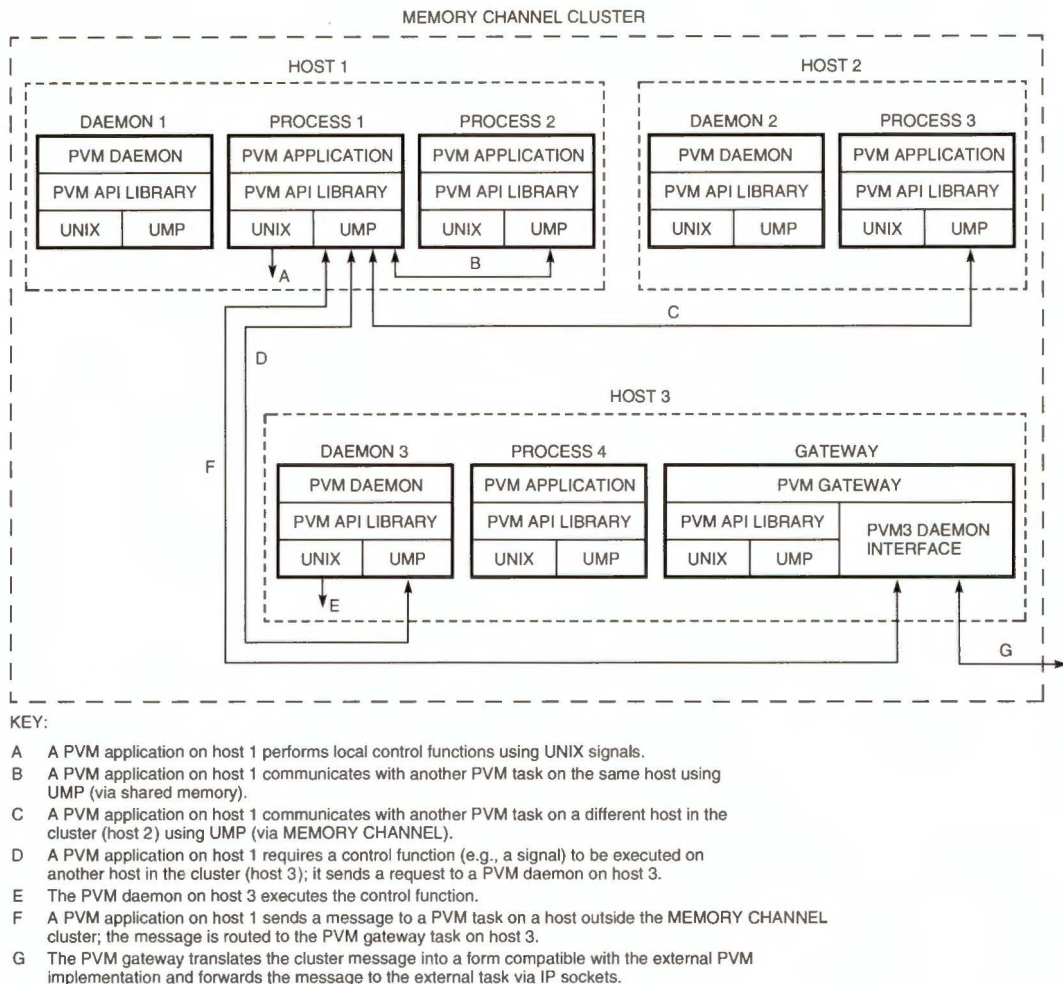 MEMORY CHANNEL CLUSTER
HOST 1
HOST 2
DAEMON 1
PROCESS 1
PROCESS 2
DAEMON 2
PROCESS 3
PVM DAEMON
PVM APPLICATION
PVM APPLICATION
PVM DAEMON
PVM APPLICATION
PVM API LIBRARY
PVM API LIBRARY
PVM API LIBRARY
PVM API LIBRARY
PVM API LIBRARY
UNIX
UMP
UNIX
UMP
UNIX
UMP
UNIX
UMP
UNIX
UMP
A
B
C
D
HOST 3
F
DAEMON 3
PROCESS 4
GATEWAY
PVM DAEMON
PVM APPLICATION
PVM GATEWAY
PVM API LIBRARY
PVM API LIBRARY
PVM API LIBRARY
PVM3 DAEMON
INTERFACE
UNIX
UMP
UNIX
UMP
UNIX
UMP
E
G
KEY:
A A PVM application on host 1 performs local control functions using UNIX signals.
B A PVM application on host 1 communicates with another PVM task on the same host using
UMP (via shared memory).
C A PVM application on host 1 communicates with another PVM task on a different host in the
cluster (host 2) using UMP (via MEMORY CHANNEL).
D A PVM application on host 1 requires a control function (e.g., a signal) to be executed on
another host in the cluster (host 3); it sends a request to a PVM daemon on host 3.
E The PVM daemon on host 3 executes the control function.
F A PVM application on host 1 sends a message to a PVM task on a host outside the MEMORY CHANNEL
cluster; the message is routed to the PVM gateway task on host 3.
G The PVM gateway translates the cluster message into a form compatible with the external PVM
implementation and forwards the message to the external task via IP sockets.